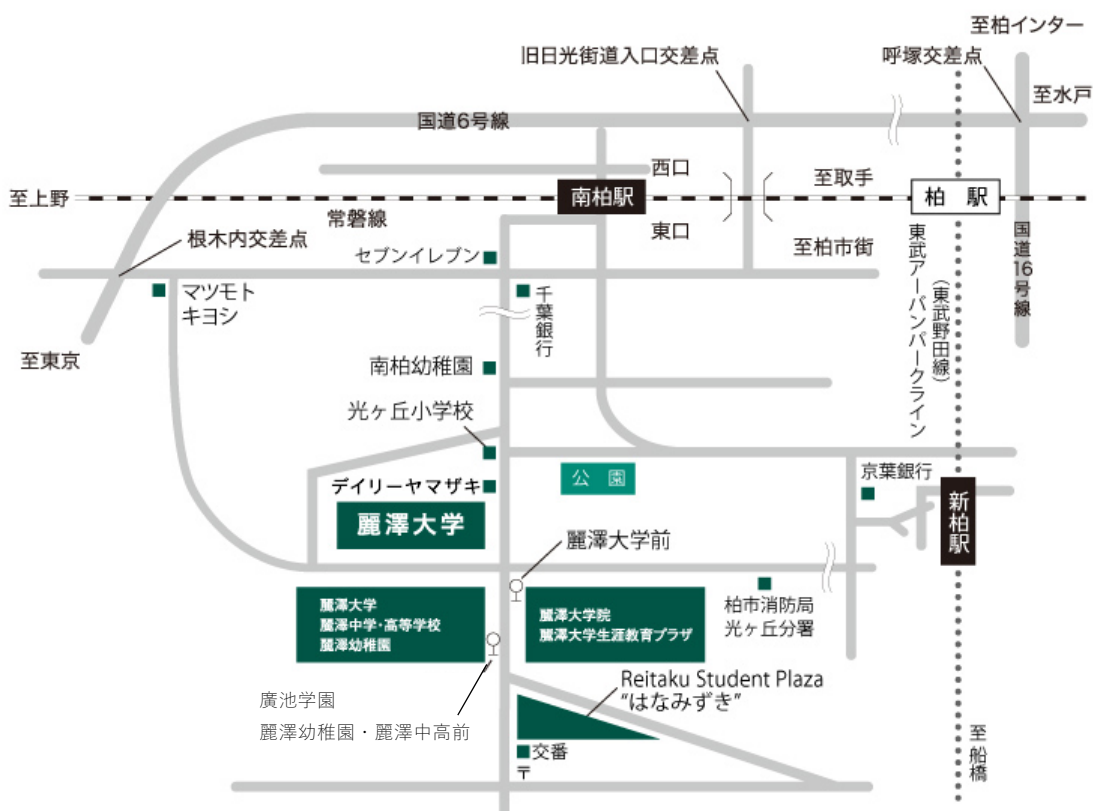 至柏インター
旧日光街道入口交差点
呼塚交差点
至水戸
国道6号線
西口
至取手
至上野
南柏駅
柏 駅
常磐線
東口
根木内交差点
至柏市街
セブンイレブン
東武アーバンパークライン
（東武野田線）
国道16号線
マツモト
キヨシ
千葉銀行
至東京
南柏幼稚園
光ヶ丘小学校
公 園
京葉銀行
デイリーヤマザキ
麗澤大学
新柏駅
麗澤大学前
麗澤大学
麗澤中学・高等学校
麗澤幼稚園
麗澤大学院
麗澤大学生涯教育プラザ
柏市消防局
光ヶ丘分署
Reitaku Student Plaza
“はなみずき”
廣池学園
麗澤幼稚園・麗澤中高前
至船橋
交番
〒